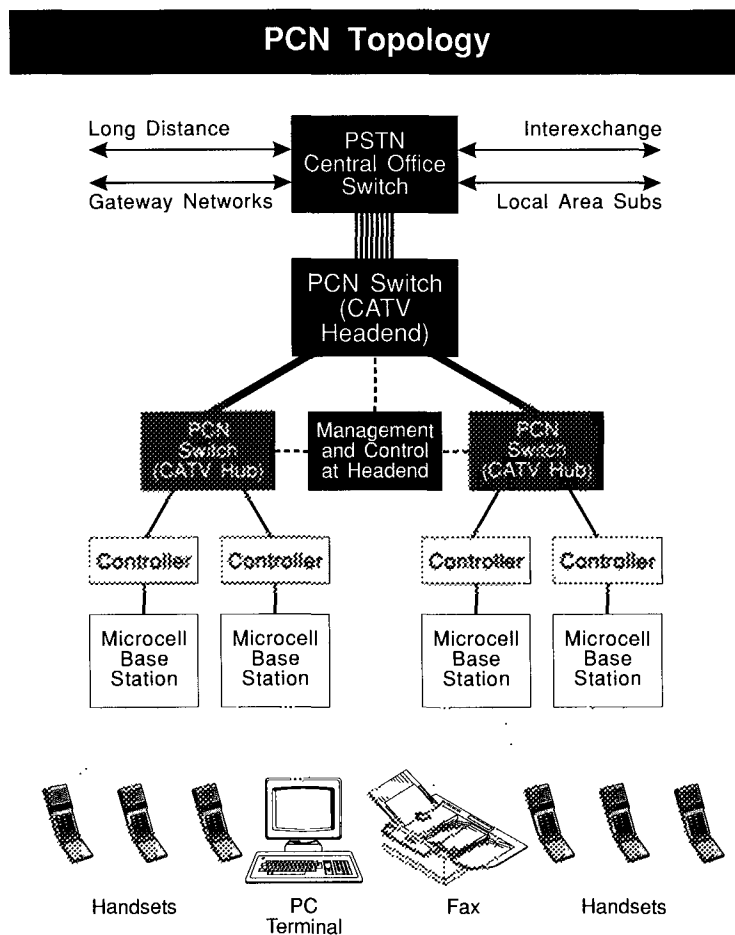 PCN Topology
Long Distance
Interexchange
PSTN
Central Office
Switch
Gateway Networks
Local Area Subs
PCN Switch
(CATV
Headend)
PCN
Switch
(CATV Hub)
Management
and Control
at Headend
PCN
Switch
(CATV Hub)
Controller
Controller
Controller
Controller
Microcell
Base
Station
Microcell
Base
Station
Microcell
Base
Station
Microcell
Base
Station
Handsets
PC
Terminal
Fax
Handsets